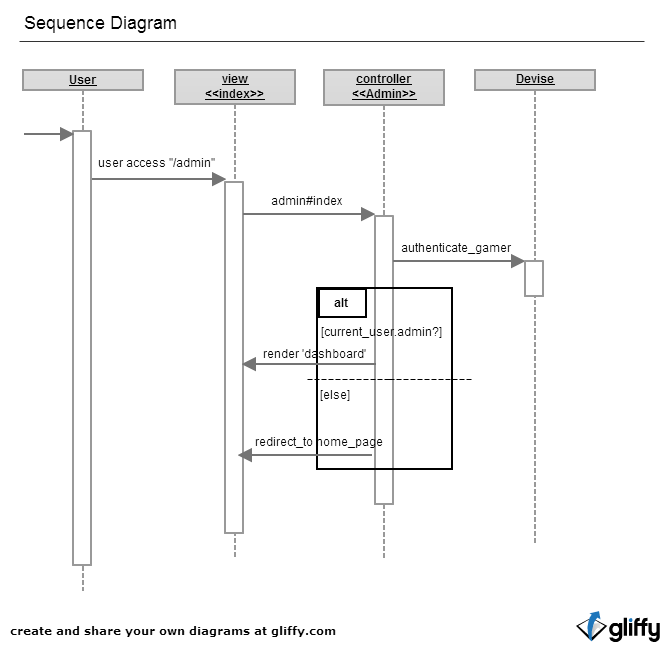 Sequence Diagram
User
view
<<index>>
controller
<<Admin>>
Devise
user access "/admin"
admin#index
authenticate_gamer
alt
[current_user.admin?]
render 'dashboard'
[else]
redirect_to home_page
create and share your own diagrams at gliffy.com
gliffy